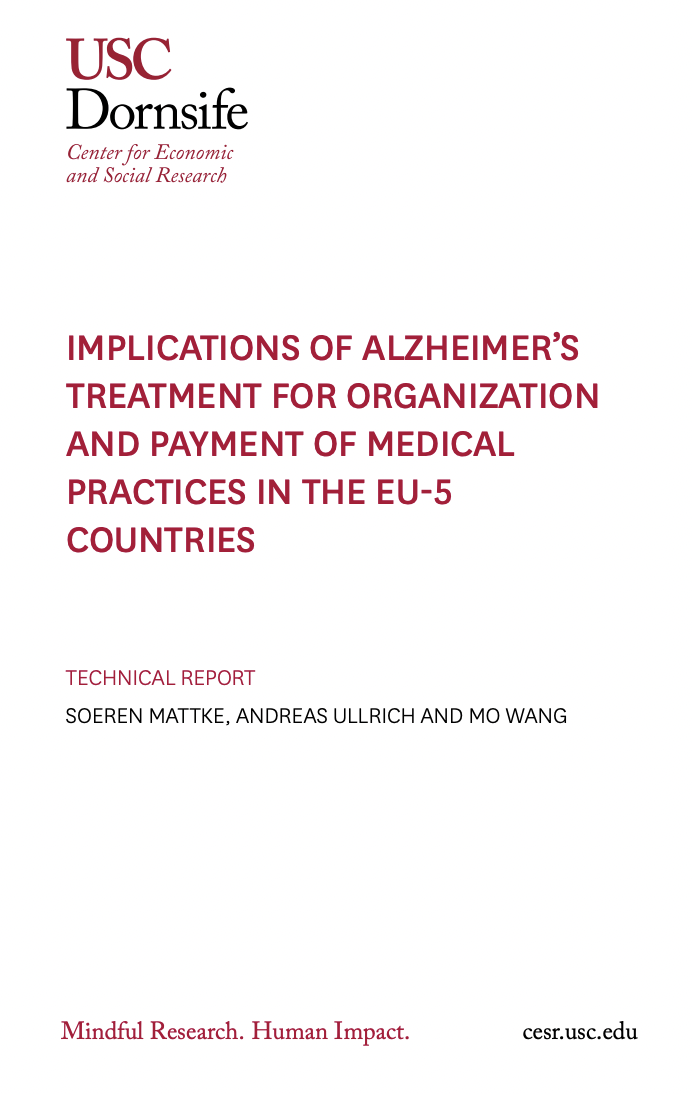 USC
Dornsife
Center for Economic
and Social Research
IMPLICATIONS OF ALZHEIMER’S
TREATMENT FOR ORGANIZATION
AND PAYMENT OF MEDICAL
PRACTICES IN THE EU-5
COUNTRIES
TECHNICAL REPORT
SOEREN MATTKE, ANDREAS ULLRICH AND MO WANG
Mindful Research. Human Impact.
cesr.usc.edu